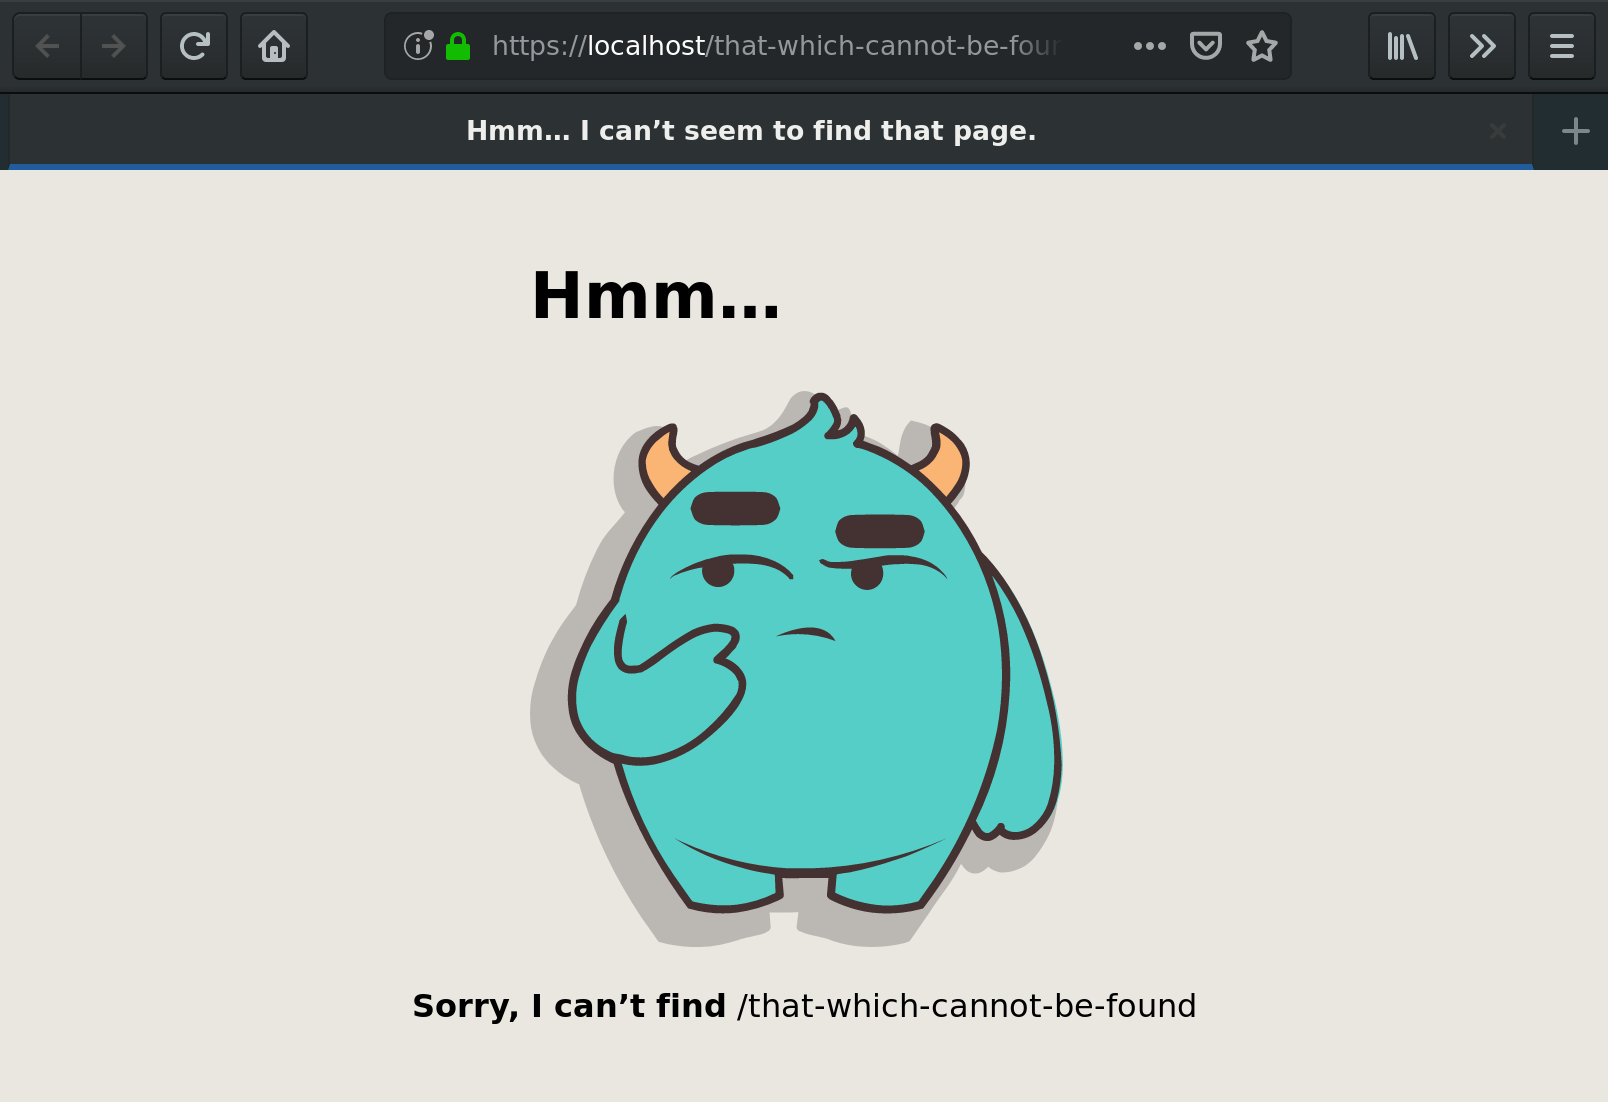 https://localhost/that-which-cannot-be-four
Hmm… I can’t seem to find that page.
Hmm…
Sorry, I can’t find /that-which-cannot-be-found